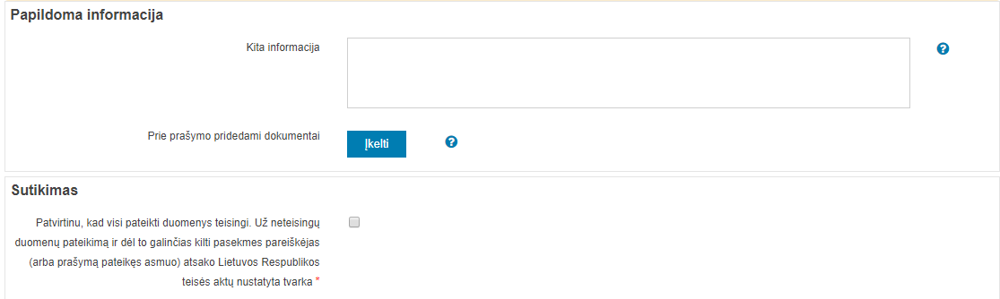 Papildoma informacija
Kita informacija
Prie prašymo pridedami dokumentai
Įkelti
Sutikimas
Patvirtinu, kad visi pateikti duomenys teisingi. Už neteisingų
duomenų pateikimą ir dėl to galinčias kilti pasekmes pareiškėjas
(arba prašymą pateikęs asmuo) atsako Lietuvos Respublikos
teisės aktų nustatyta tvarka *